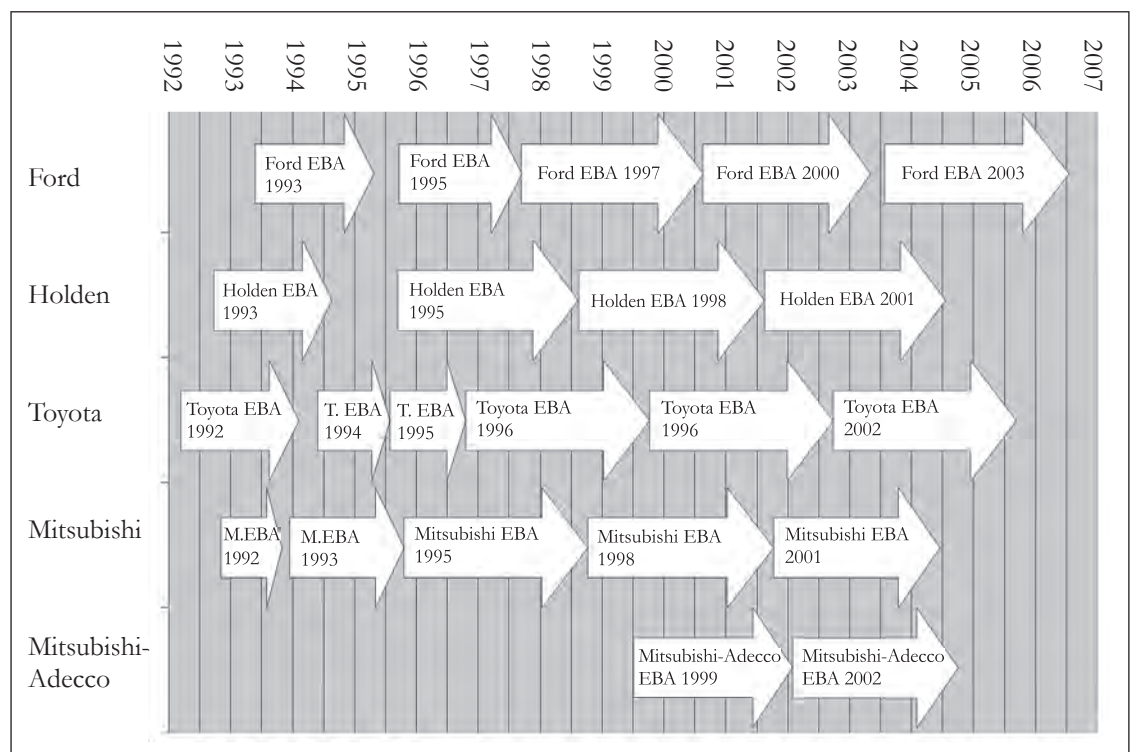 1992
1993
1994
1995
1996
1997
1998
1999
2000
2001
2002
2003
2004
2005
2006
2007
Ford
Ford EBA
1993
Ford EBA
1995
Ford EBA 1997
Ford EBA 2000
Ford EBA 2003
Holden
Holden EBA
1993
Holden EBA
1995
Holden EBA 1998
Holden EBA 2001
Toyota
Toyota EBA
1992
T. EBA
1994
T. EBA
1995
Toyota EBA
1996
Toyota EBA
1996
Toyota EBA
2002
Mitsubishi
M.EBA
1992
M.EBA
1993
Mitsubishi EBA
1995
Mitsubishi EBA
1998
Mitsubishi EBA
2001
Mitsubishi-
Adecco
Mitsubishi-Adecco
EBA 1999
Mitsubishi-Adecco
EBA 2002